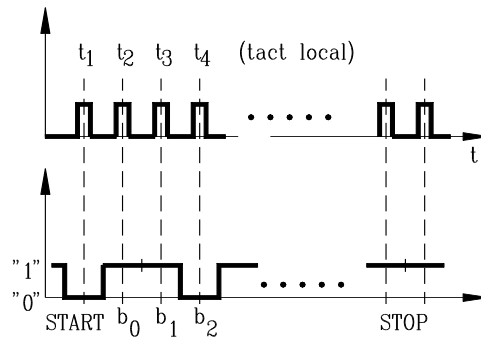 t1 t2 t3 t4 (tact local)
t
"1"
"0"
START b0 b1 b2 STOP